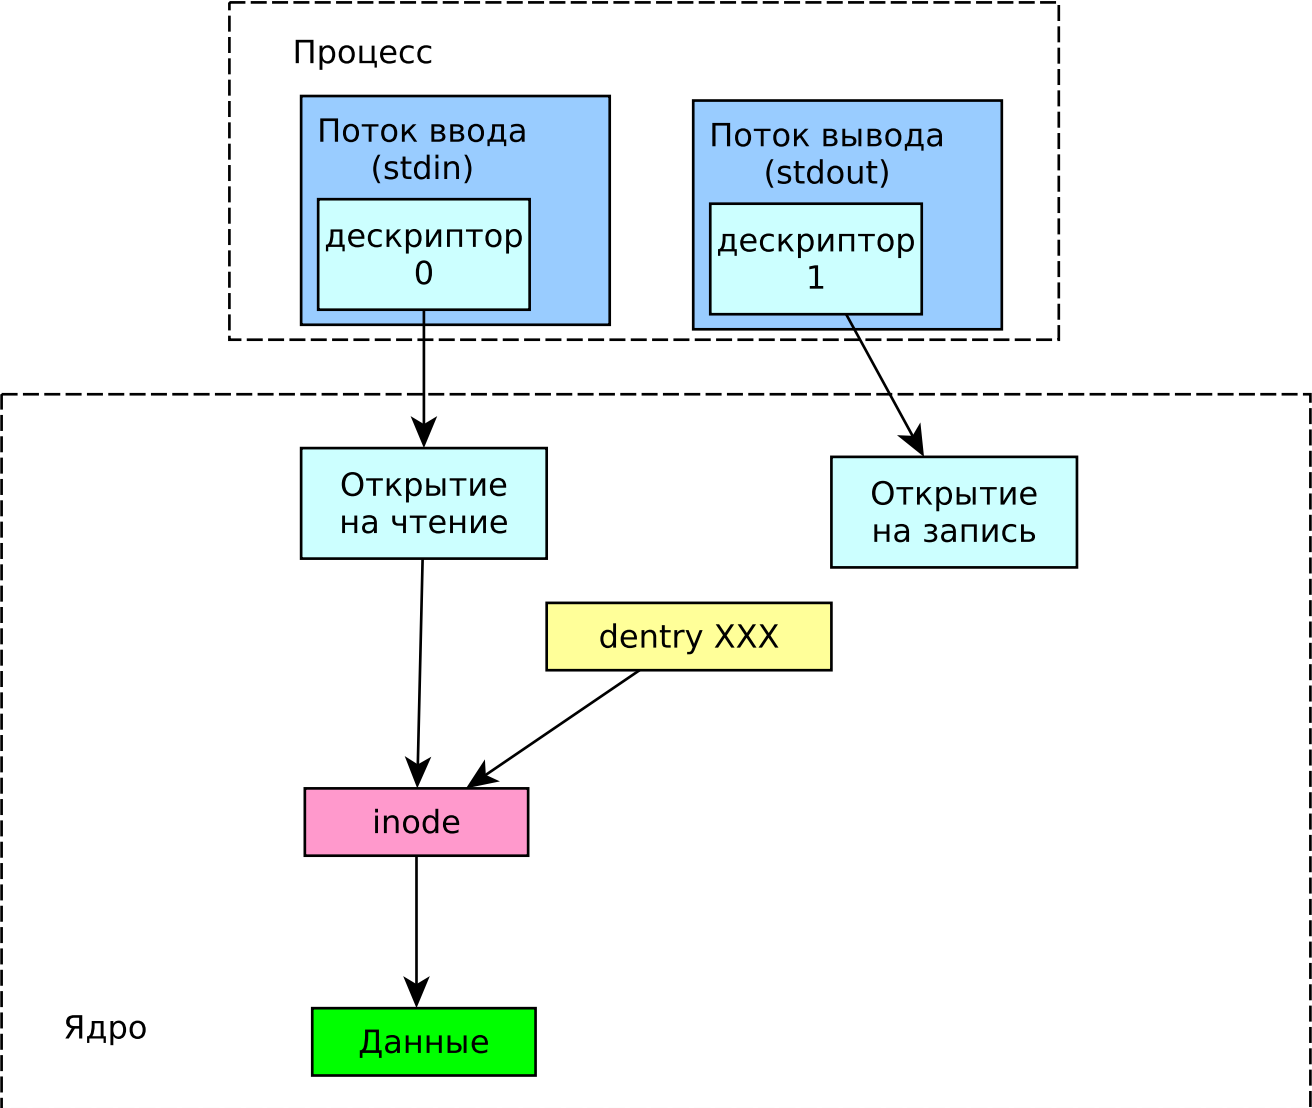 Процесс
Поток ввода
(stdin)
дескриптор
0
Поток вывода
(stdout)
дескриптор
1
Открытие
на чтение
Открытие
на запись
dentry XXX
inode
Ядро
Данные